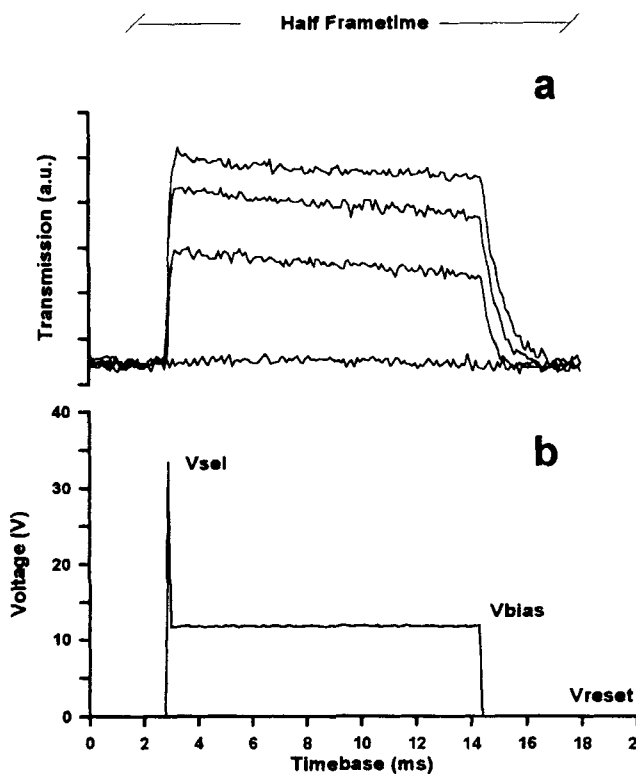 Half Frametime
a
Transmission (a.u.)
40
b
Vsel
30
Voltage (V)
20
Vbias
10
Vreset
0
0 2 4 6 8 10 12 14 16 18 20
Timebase (ms)